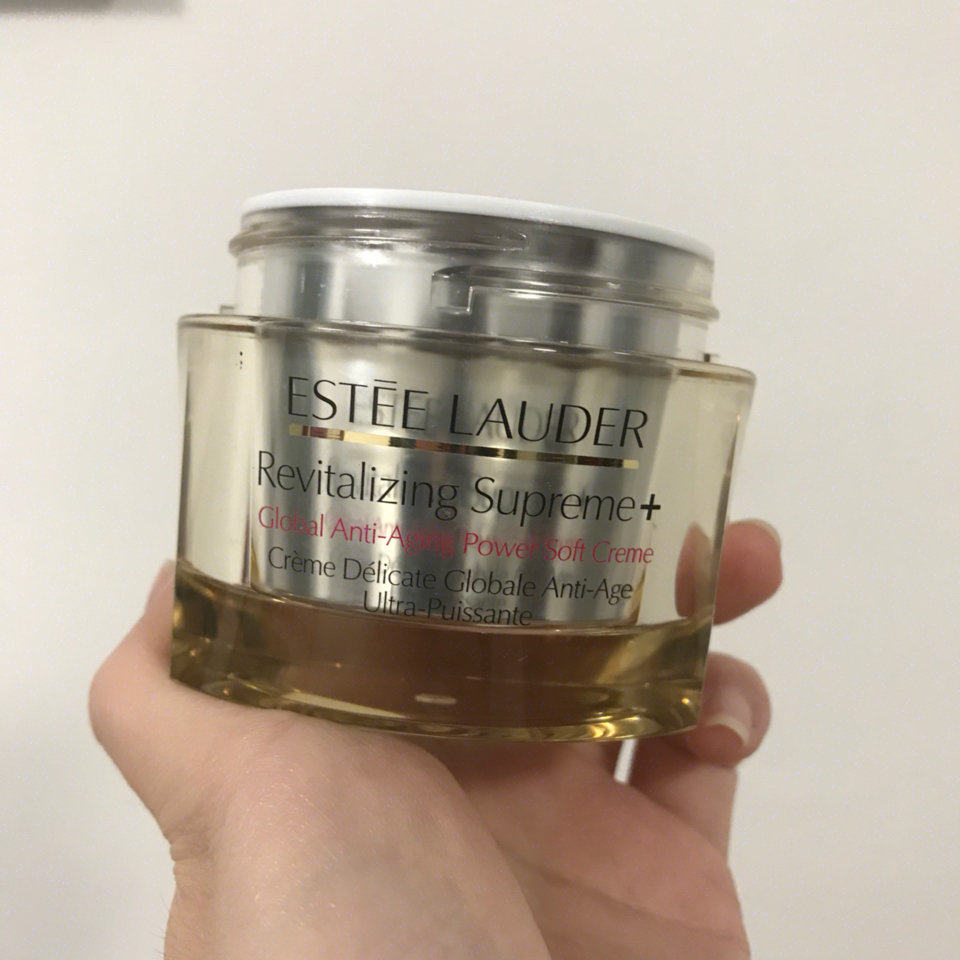 ESTĒE LAUDER
Revitalizing Supreme+
Global Anti-Aging Power Soft Creme
Crème Délicate Globale Anti-Age
Ultra-Puissante